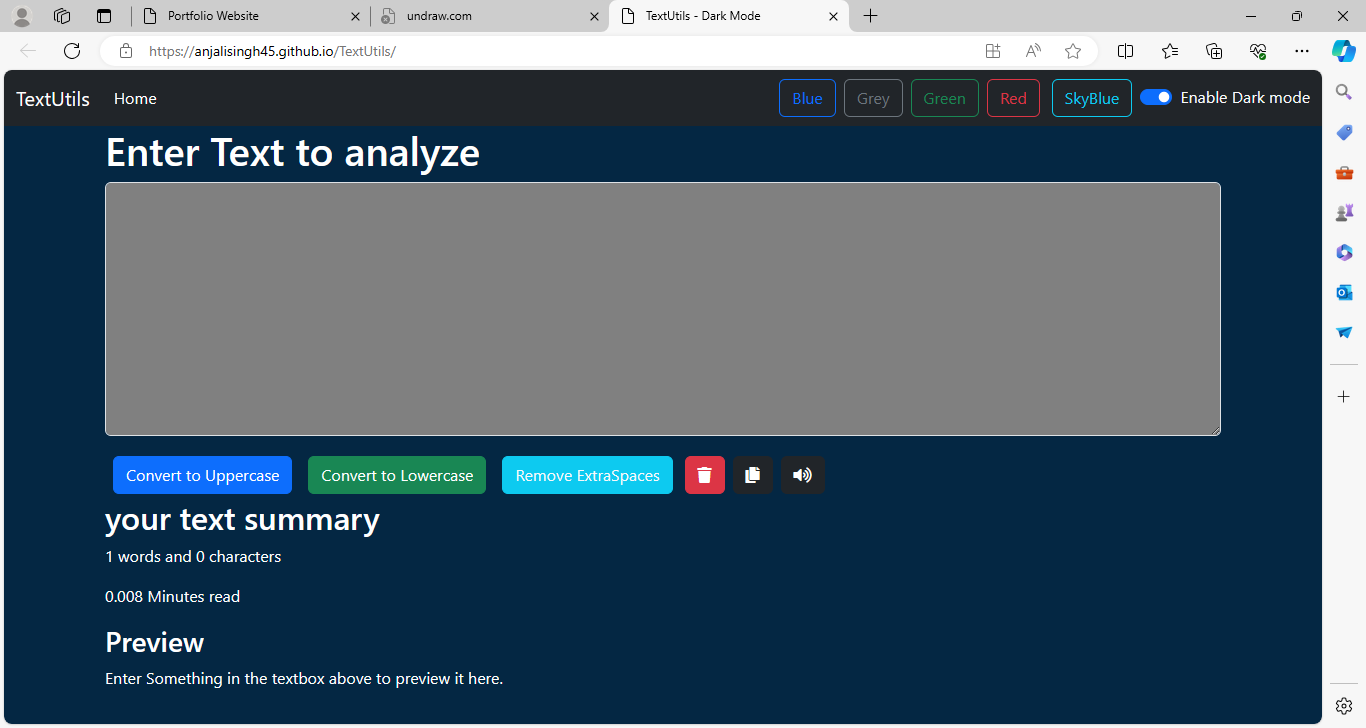 Portfolio Website
undraw.com
TextUtils - Dark Mode
https://anjalisingh45.github.io/TextUtils/
TextUtils Home Blue Grey Green Red SkyBlue Enable Dark mode
Enter Text to analyze
Convert to Uppercase Convert to Lowercase Remove ExtraSpaces
your text summary
1 words and 0 characters
0.008 Minutes read
Preview
Enter Something in the textbox above to preview it here.